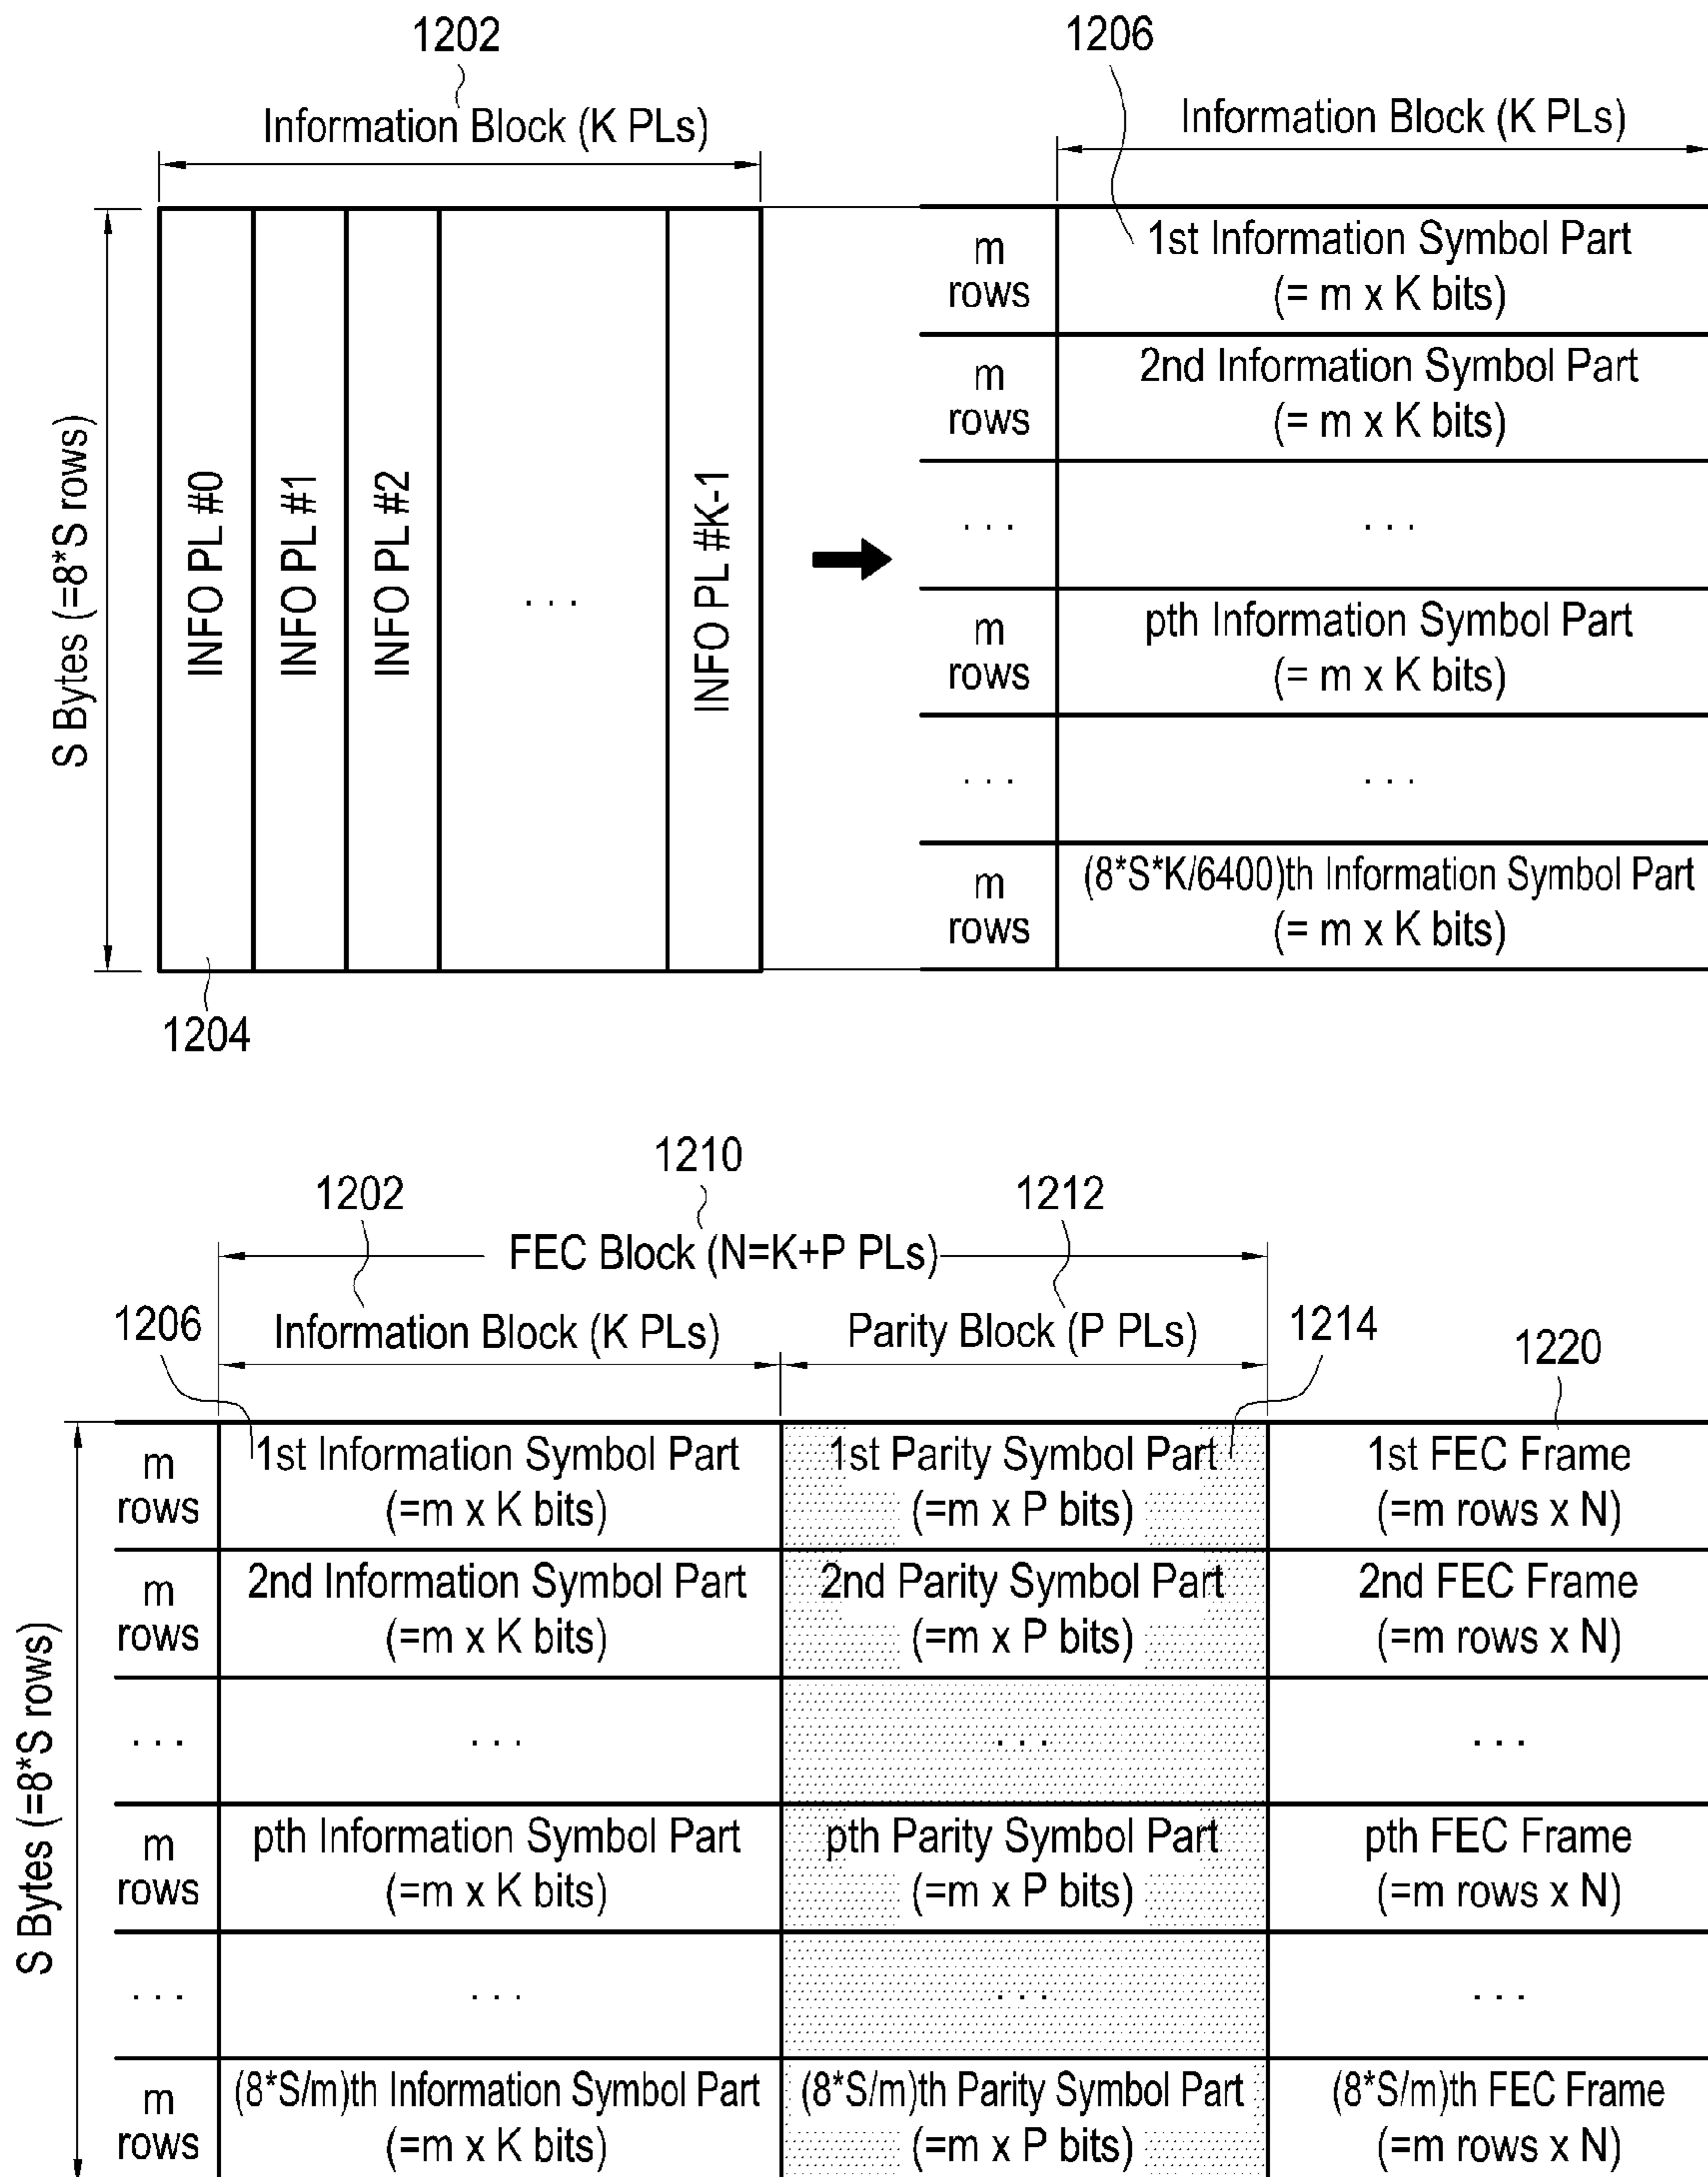 1202
1206
Information Block (K PLs)
Information Block (K PLs)
S Bytes (=8*S rows)
INFO PL #0
INFO PL #1
INFO PL #2
. . .
INFO PL #K-1
m
rows
1st Information Symbol Part
(= m x K bits)
m
rows
2nd Information Symbol Part
(= m x K bits)
. . .
. . .
m
rows
pth Information Symbol Part
(= m x K bits)
. . .
. . .
m
rows
(8*S*K/6400)th Information Symbol Part
(= m x K bits)
1204
1210
1202
1212
FEC Block (N=K+P PLs)
1206
Information Block (K PLs)
Parity Block (P PLs)
1214
1220
S Bytes (=8*S rows)
m
rows
1st Information Symbol Part
(=m x K bits)
1st Parity Symbol Part
(=m x P bits)
1st FEC Frame
(=m rows x N)
m
rows
2nd Information Symbol Part
(=m x K bits)
2nd Parity Symbol Part
(=m x P bits)
2nd FEC Frame
(=m rows x N)
. . .
. . .
. . .
. . .
m
rows
pth Information Symbol Part
(=m x K bits)
pth Parity Symbol Part
(=m x P bits)
pth FEC Frame
(=m rows x N)
. . .
. . .
. . .
. . .
m
rows
(8*S/m)th Information Symbol Part
(=m x K bits)
(8*S/m)th Parity Symbol Part
(=m x P bits)
(8*S/m)th FEC Frame
(=m rows x N)